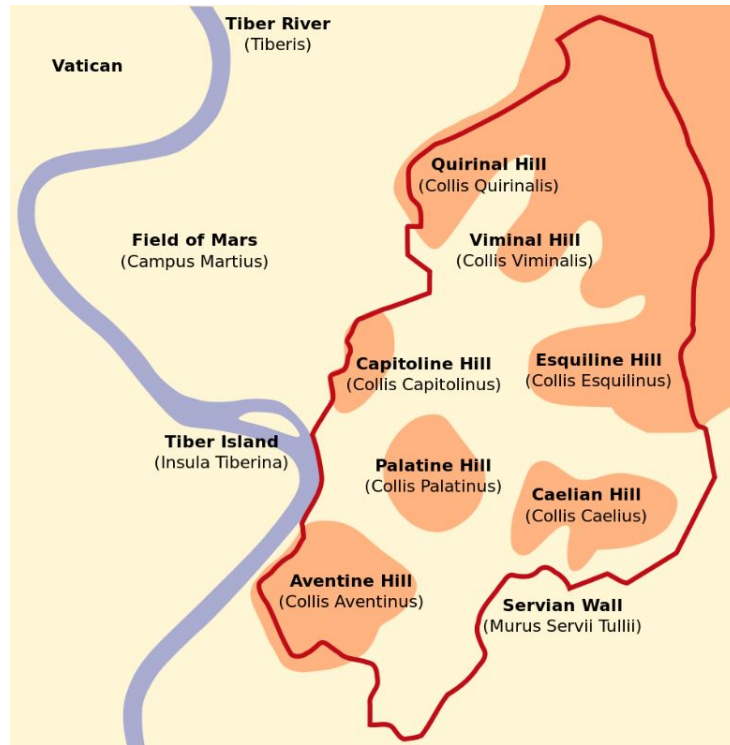 Tiber River
(Tiberis)
Vatican
Quirinal Hill
(Collis Quirinalis)
Field of Mars
(Campus Martius)
Viminal Hill
(Collis Viminalis)
Capitoline Hill
(Collis Capitolinus)
Esquiline Hill
(Collis Esquilinus)
Tiber Island
(Insula Tiberina)
Palatine Hill
(Collis Palatinus)
Caelian Hill
(Collis Caelius)
Aventine Hill
(Collis Aventinus)
Servian Wall
(Murus Servii Tullii)